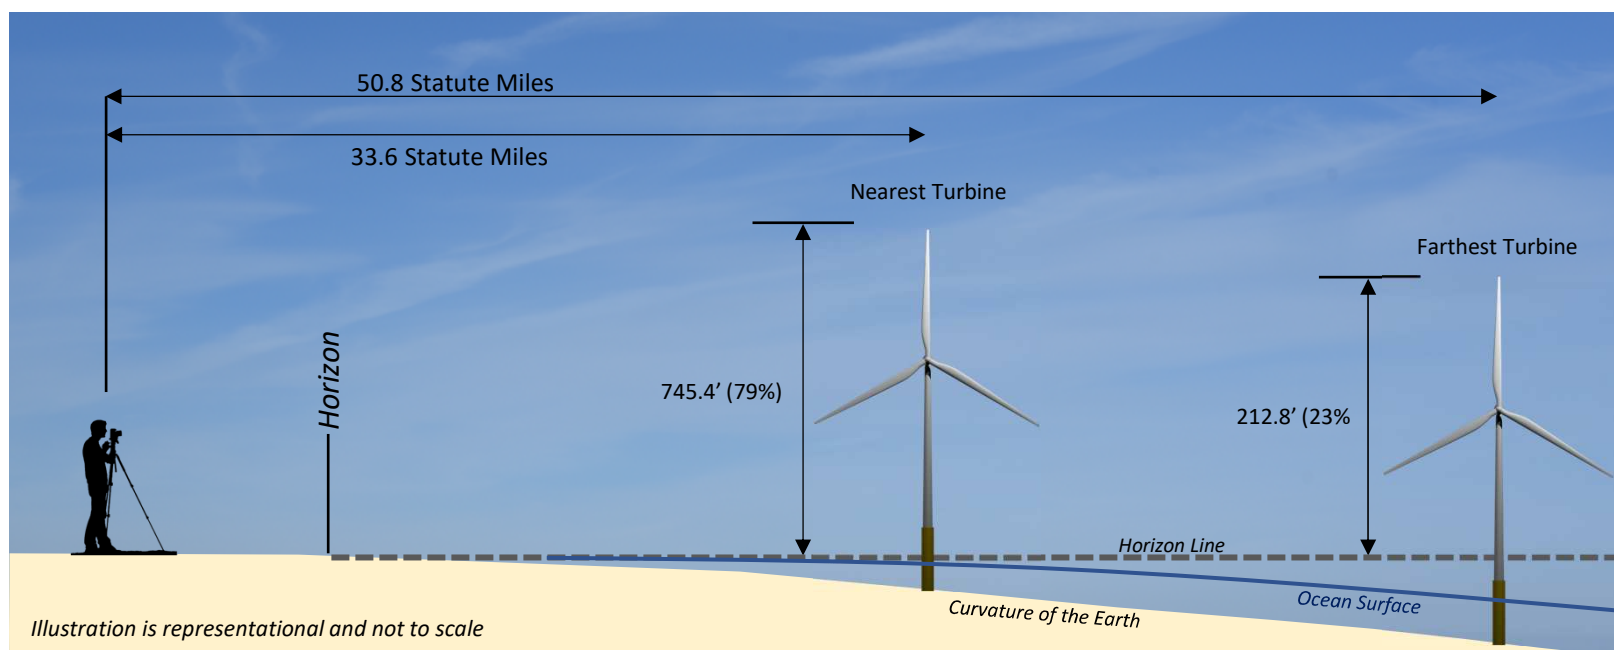 50.8 Statute Miles
33.6 Statute Miles
Nearest Turbine
Farthest Turbine
Horizon
745.4’ (79%)
212.8’ (23%
Horizon Line
Ocean Surface
Curvature of the Earth
Illustration is representational and not to scale